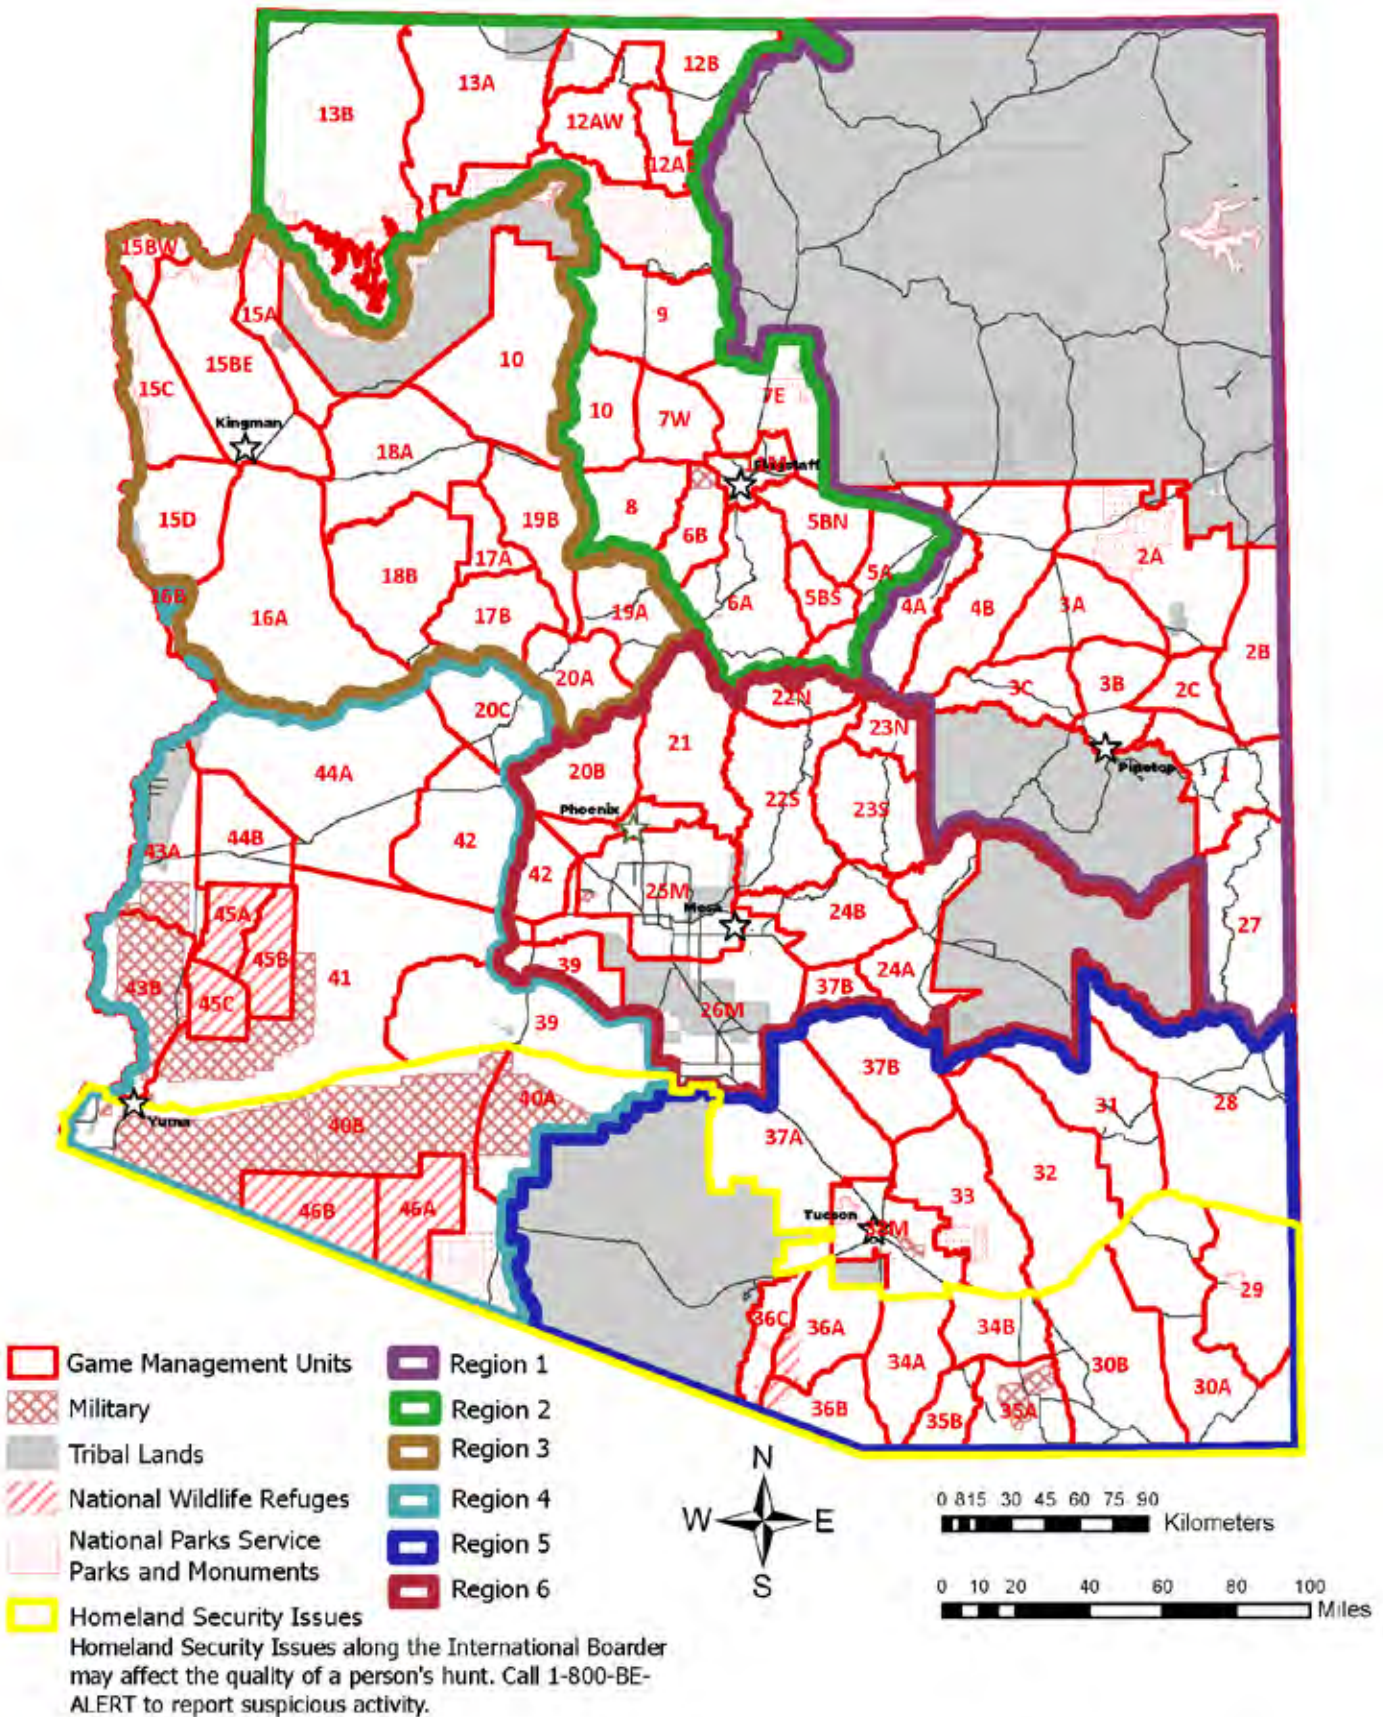 12B
13A
13B
12AW
12A
15BW
15A
9
10
15BE
15C
7E
10
7W
Kingman
18A
Flagstaff
8
5BN
15D
19B
6B
17A
2A
18B
5A
16B
5BS
6A
4A
4B
3A
16A
17B
19A
2B
20A
3C
3B
2C
22N
20C
23N
21
44A
20B
Pinetop
1
22S
Phoenix
23S
44B
42
43A
42
25M
Mesa
24B
45A
27
45B
39
24A
41
43B
45C
37B
26M
39
37B
40A
31
28
Yuma
40B
37A
32
33
46B
46A
Tucson
29
36C
36A
34B
34A
30B
30A
36B
35B
35A
Game Management Units
Military
Tribal Lands
National Wildlife Refuges
National Parks Service
Parks and Monuments
Homeland Security Issues
Homeland Security Issues along the International Boarder
may affect the quality of a person's hunt. Call 1-800-BE-
ALERT to report suspicious activity.
Region 1
Region 2
Region 3
Region 4
Region 5
Region 6
N
W E
S
0 815 30 45 60 75 90
Kilometers
0 10 20 40 60 80 100
Miles